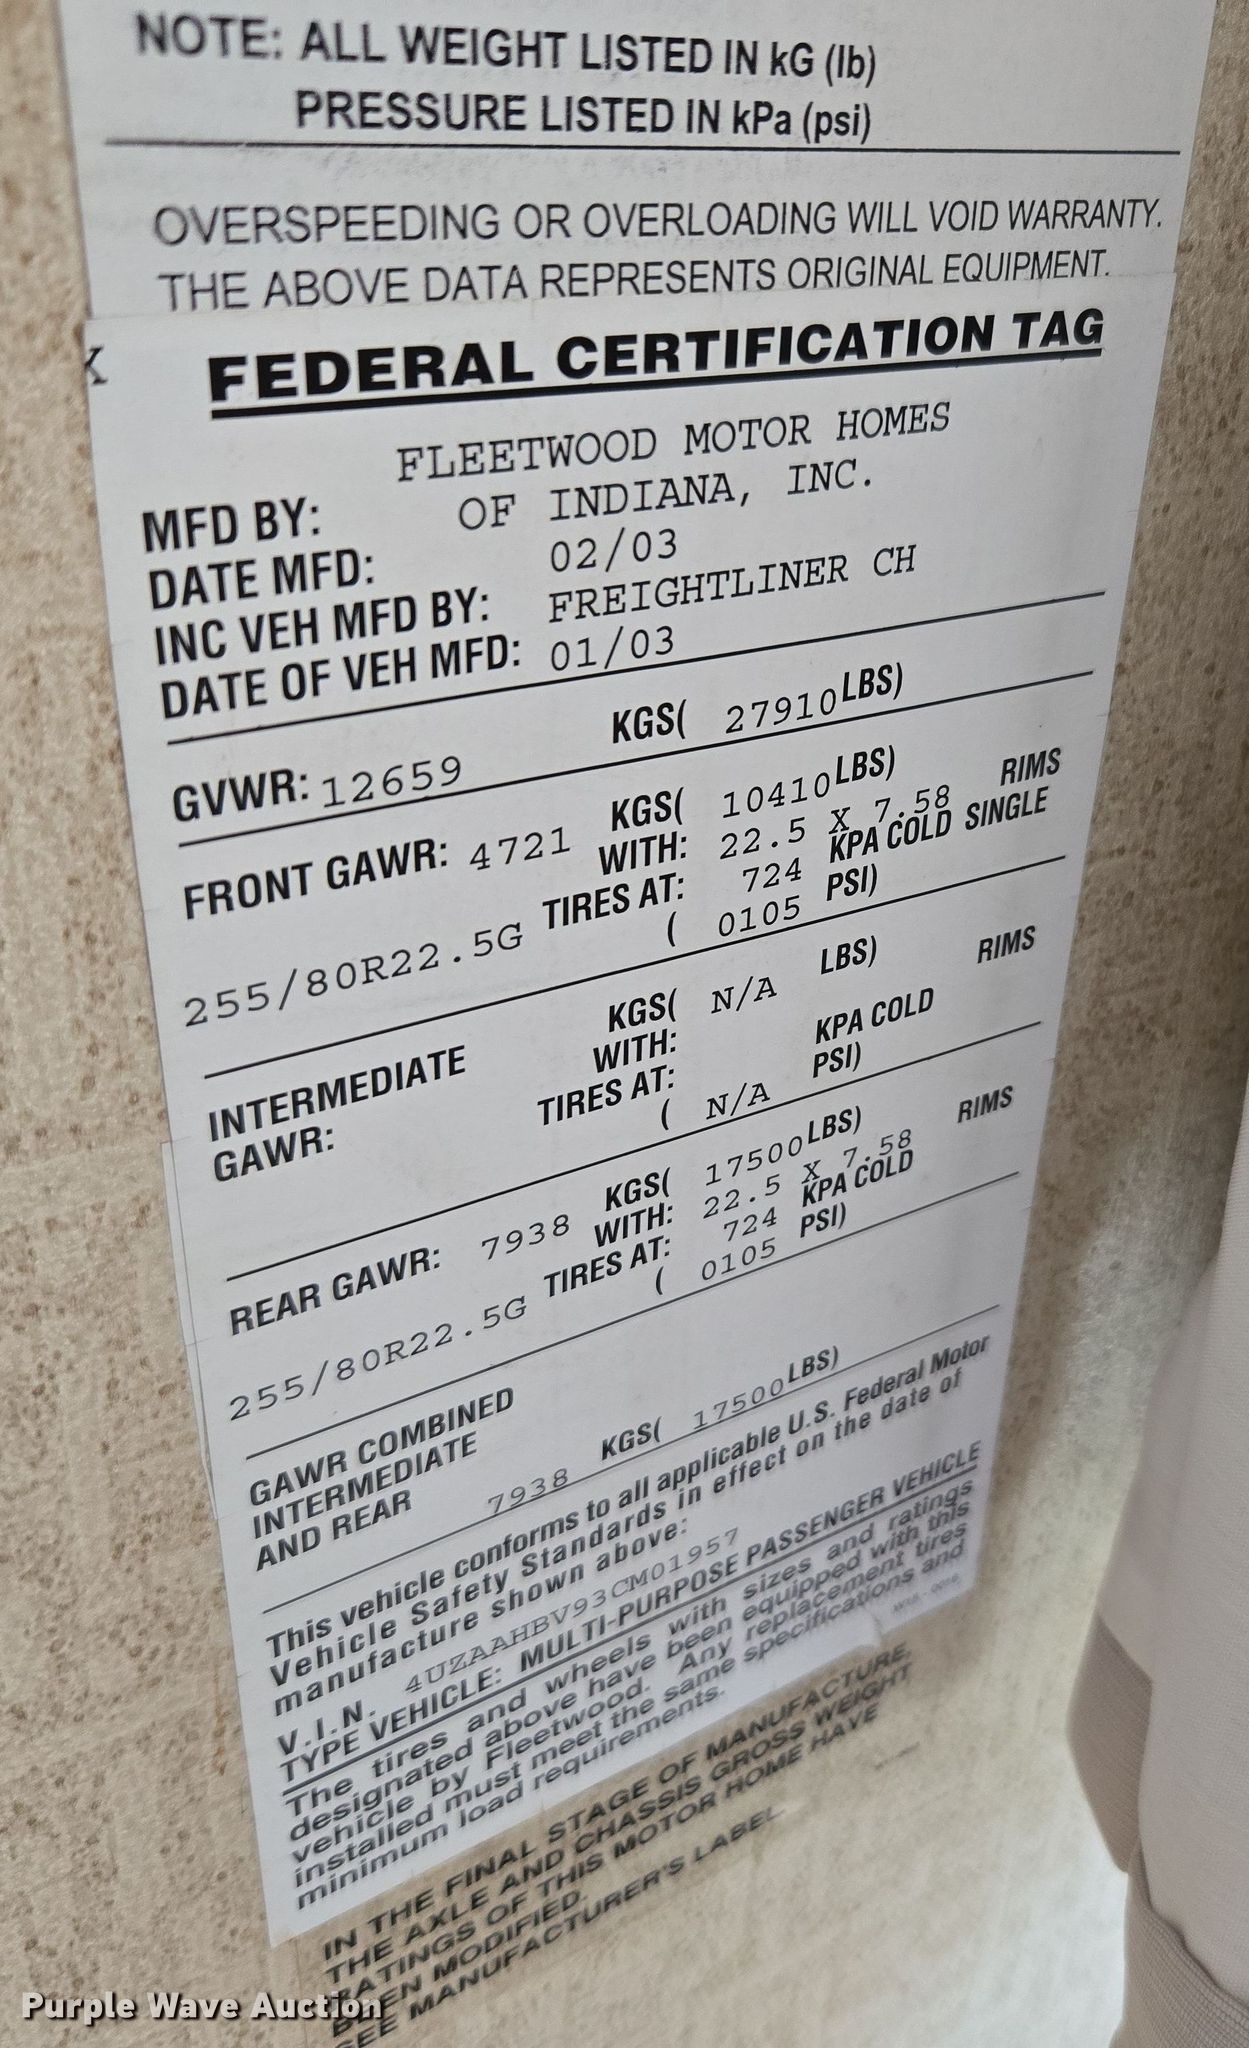 NOTE: ALL WEIGHT LISTED IN kG (lb)
PRESSURE LISTED IN kPa (psi)
OVERSPEEDING OR OVERLOADING WILL VOID WARRANTY.
THE ABOVE DATA REPRESENTS ORIGINAL EQUIPMENT.
X
FEDERAL CERTIFICATION TAG
FLEETWOOD MOTOR HOMES
MFD BY: OF INDIANA, INC.
DATE MFD: 02/03
INC VEH MFD BY: FREIGHTLINER CH
DATE OF VEH MFD: 01/03
GVWR: 12659 KGS( 27910 LBS)
FRONT GAWR: 4721 KGS( 10410 LBS)
WITH: 22.5 X 7.58 RIMS
255/80R22.5G TIRES AT: 724 KPA COLD SINGLE
( 0105 PSI)
INTERMEDIATE KGS( N/A LBS)
GAWR: WITH: RIMS
TIRES AT: KPA COLD
( N/A PSI)
REAR GAWR: 7938 KGS( 17500 LBS)
WITH: 22.5 X 7.58 RIMS
255/80R22.5G TIRES AT: 724 KPA COLD
( 0105 PSI)
GAWR COMBINED
INTERMEDIATE
AND REAR 7938 KGS( 17500 LBS)
This vehicle conforms to all applicable U.S. Federal Motor
Vehicle Safety Standards in effect on the date of
manufacture shown above:
V.I.N. 4UZAAHBV93CM01957
TYPE VEHICLE: MULTI-PURPOSE PASSENGER VEHICLE
The tires and wheels with sizes and ratings
designated above have been equipped with this
vehicle by Fleetwood. Any replacement tires
installed must meet the same specifications and
minimum load requirements.
IN THE FINAL STAGE OF MANUFACTURE,
THE AXLE AND CHASSIS GROSS WEIGHT
RATINGS OF THIS MOTOR HOME HAVE
BEEN MODIFIED.
SEE MANUFACTURER'S LABEL
Purple Wave Auction